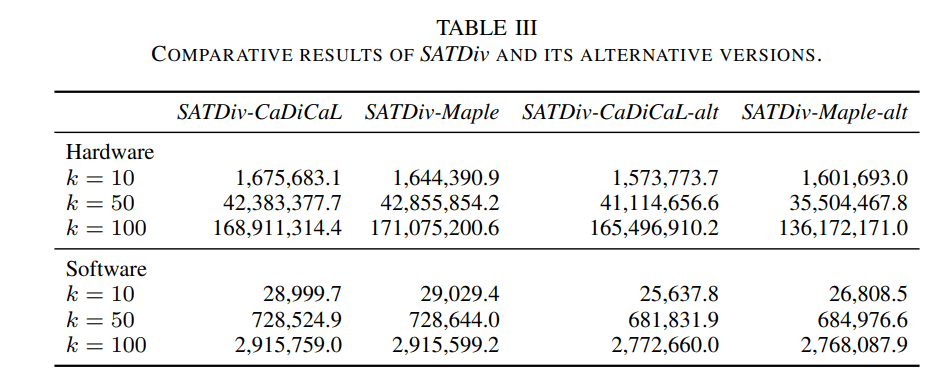 TABLE III
COMPARATIVE RESULTS OF SATDiv AND ITS ALTERNATIVE VERSIONS.
SATDiv-CaDiCaL SATDiv-Maple SATDiv-CaDiCaL-alt SATDiv-Maple-alt
Hardware
k = 10 1,675,683.1 1,644,390.9 1,573,773.7 1,601,693.0
k = 50 42,383,377.7 42,855,854.2 41,114,656.6 35,504,467.8
k = 100 168,911,314.4 171,075,200.6 165,496,910.2 136,172,171.0
Software
k = 10 28,999.7 29,029.4 25,637.8 26,808.5
k = 50 728,524.9 728,644.0 681,831.9 684,976.6
k = 100 2,915,759.0 2,915,599.2 2,772,660.0 2,768,087.9